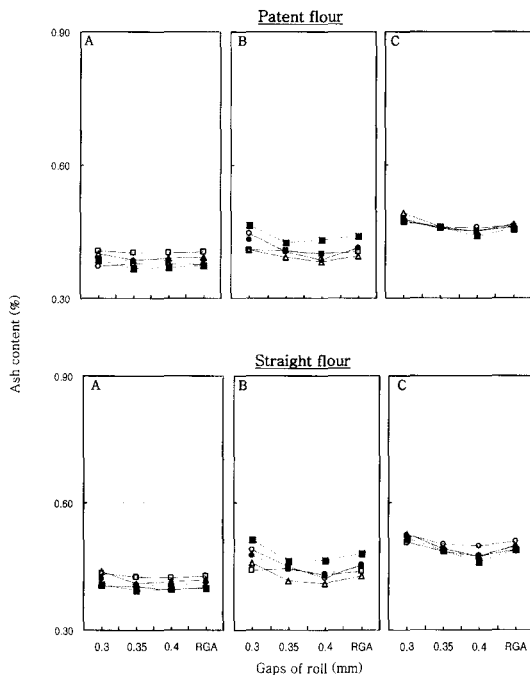 Patent flour
0.90
A
B
C
0.60
0.30
Ash content (%)
Straight flour
0.90
A
B
C
0.60
0.30
0.3 0.35 0.4 RGA 0.3 0.35 0.4 RGA 0.3 0.35 0.4 RGA
Gaps of roil (mm)